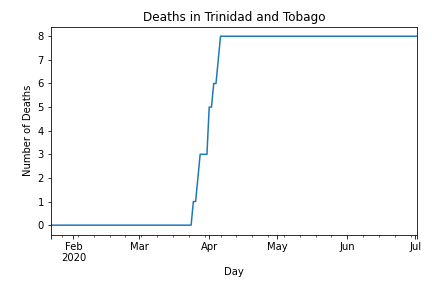 Deaths in Trinidad and Tobago
Number of Deaths
8
7
6
5
4
3
2
1
0
Feb
2020
Mar
Apr
May
Jun
Jul
Day